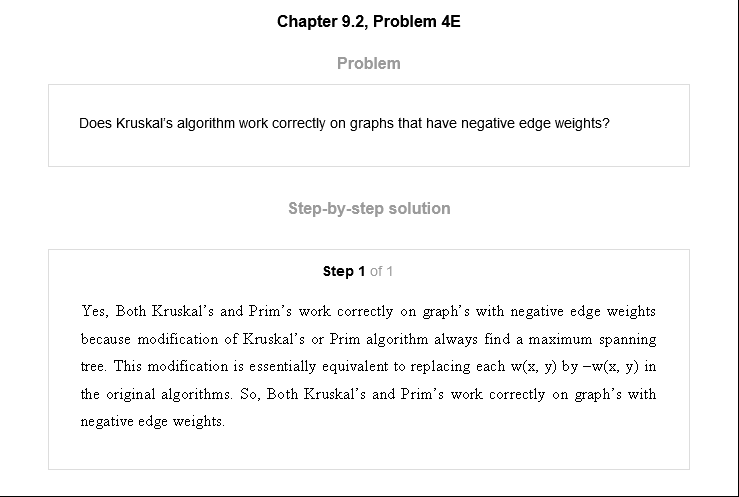 Chapter 9.2, Problem 4E
Problem
Does Kruskal's algorithm work correctly on graphs that have negative edge weights?
Step-by-step solution
Step 1 of 1
Yes, Both Kruskal's and Prim's work correctly on graph's with negative edge weights
because modification of Kruskal's or Prim algorithm always find a maximum spanning
tree. This modification is essentially equivalent to replacing each w(x, y) by −w(x, y) in
the original algorithms. So, Both Kruskal's and Prim's work correctly on graph's with
negative edge weights.